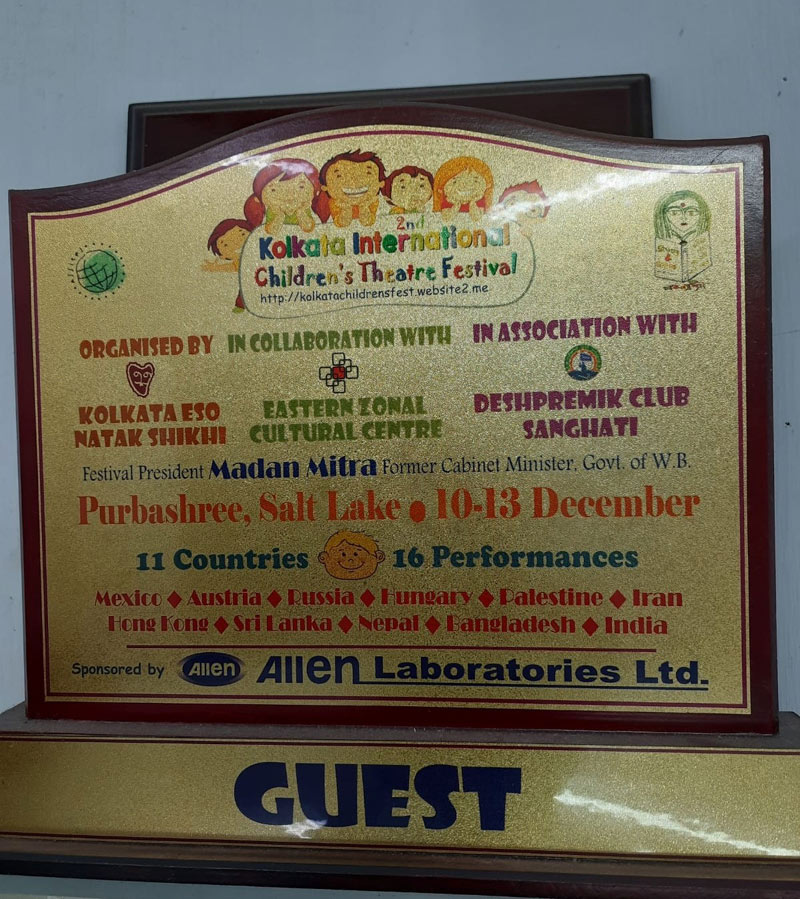 2nd
Kolkata International
Children's Theatre Festival
http://kolkatachildrensfest.website2.me
ORGANISED BY
KOLKATA ESO
NATAK SHIKHI
IN COLLABORATION WITH
EASTERN ZONAL
CULTURAL CENTRE
IN ASSOCIATION WITH
DESHPREMIK CLUB
SANGHATI
Festival President Madan Mitra Former Cabinet Minister, Govt. of W.B.
Purbashree, Salt Lake ● 10-13 December
11 Countries 16 Performances
Mexico ◆ Austria ◆ Russia ◆ Hungary ◆ Palestine ◆ Iran
Hong Kong ◆ Sri Lanka ◆ Nepal ◆ Bangladesh ◆ India
Sponsored by Allen Allen Laboratories Ltd.
GUEST